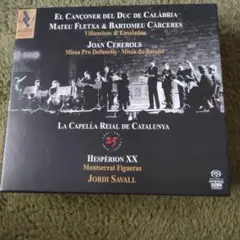 EL CANÇONER DEL DUC DE CALÀBRIA
MATEU FLETXA & BARTOMEU CÀRCERES
Villancicos & Ensaladas
JOAN CEREROLS
Missa Pro Defunctis · Missa de Batalla
LA CAPELLA REIAL DE CATALUNYA
25
HESPÈRION XX
Montserrat Figueras
JORDI SAVALL